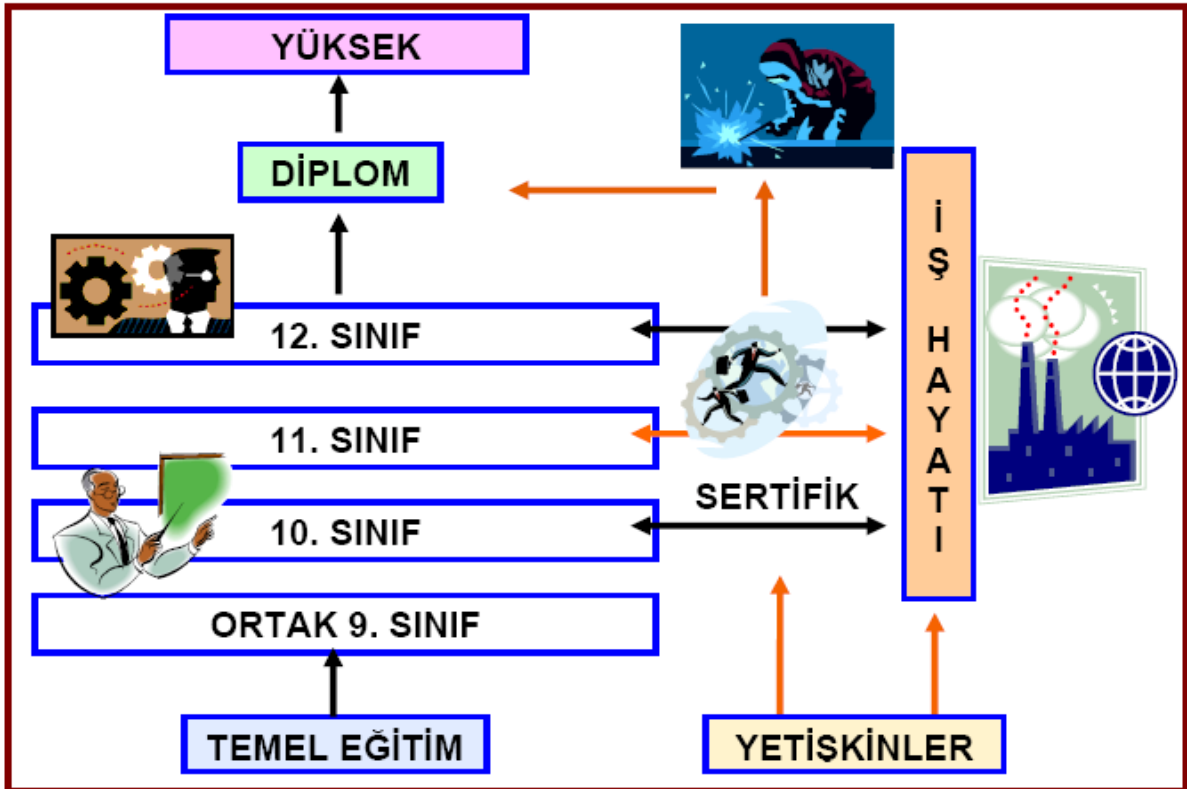 YÜKSEK
DİPLOM
12. SINIF
11. SINIF
10. SINIF
ORTAK 9. SINIF
TEMEL EĞİTİM
SERTİFİK
YETİŞKİNLER
İŞ HAYATI